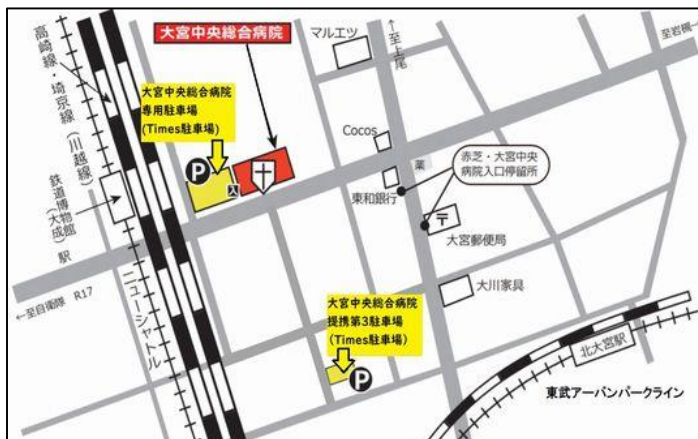 高崎線・埼京線(川越線)
大宮中央総合病院
マルエツ
←至上尾
至岩槻→
大宮中央総合病院
専用駐車場
(Times駐車場)
P
入
Cocos
薬
赤芝・大宮中央
病院入口停留所
東和銀行
〒
大宮郵便局
鉄道博物館
(大成)駅
ニューシャトル
←至自衛隊 R17
大宮中央総合病院
提携第3駐車場
(Times駐車場)
P
大川家具
北大宮駅
東武アーバンパークライン